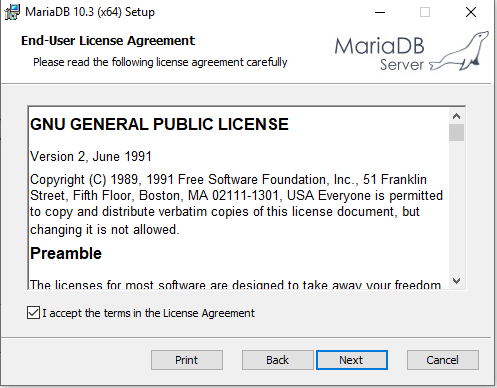 MariaDB 10.3 (x64) Setup
End-User License Agreement
Please read the following license agreement carefully
MariaDB
Server
GNU GENERAL PUBLIC LICENSE
Version 2, June 1991
Copyright (C) 1989, 1991 Free Software Foundation, Inc., 51 Franklin
Street, Fifth Floor, Boston, MA 02111-1301, USA Everyone is permitted
to copy and distribute verbatim copies of this license document, but
changing it is not allowed.
Preamble
The licenses for most software are designed to take away your freedom
I accept the terms in the License Agreement
Print
Back
Next
Cancel